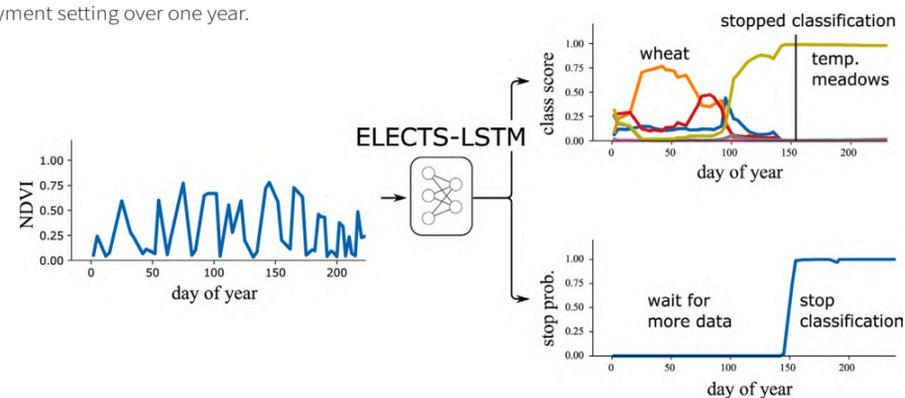 yment setting over one year.
NDVI
1.00
0.75
0.50
0.25
0.00
0 50 100 150 200
day of year
ELECTS-LSTM
stopped classification
class score
1.00
0.75
0.50
0.25
0.00
wheat
temp.
meadows
0 50 100 150 200
day of year
stop prob.
1.00
0.75
0.50
0.25
0.00
wait for
more data
stop
classification
0 50 100 150 200
day of year